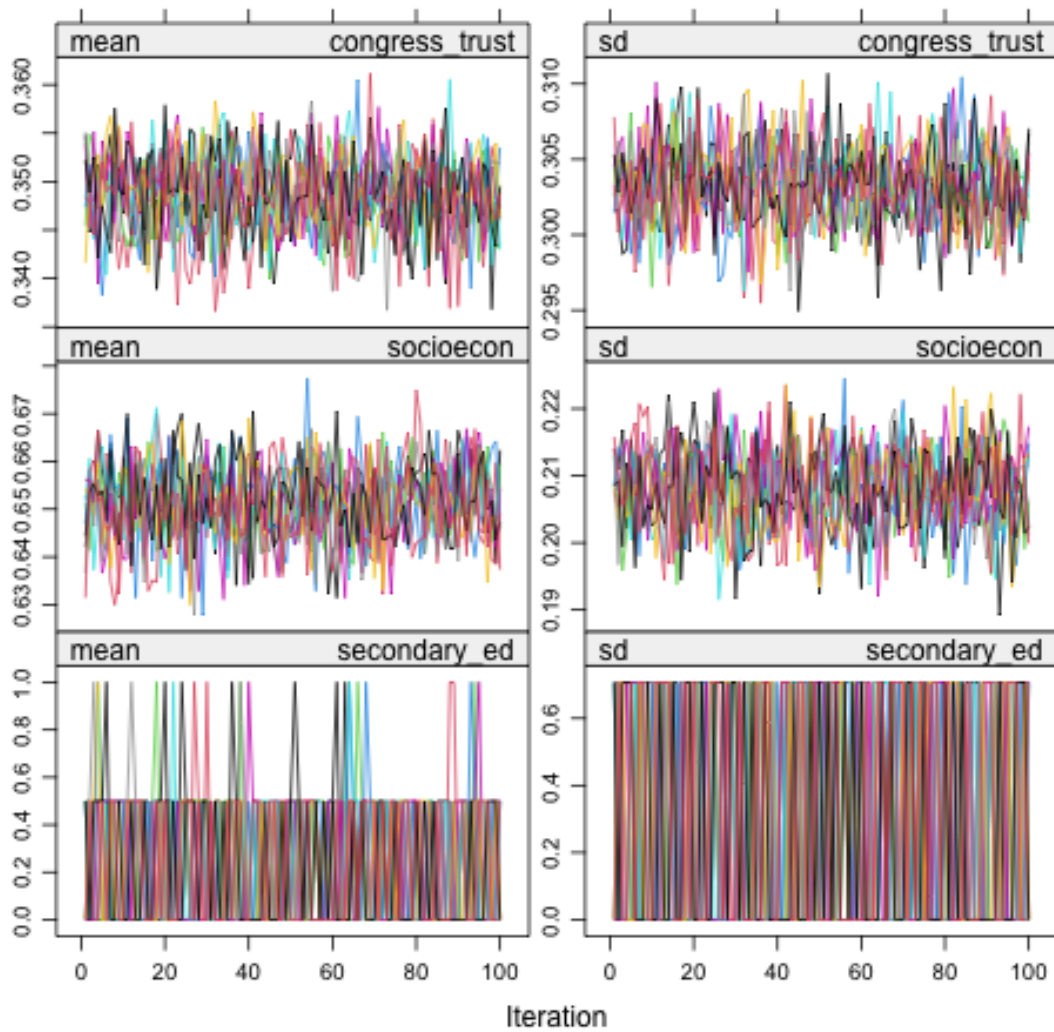 mean congress_trust
sd congress_trust
0.360
0.350
0.340
0.310
0.305
0.300
0.295
mean socioecon
sd socioecon
0.67
0.66
0.65
0.64
0.63
0.22
0.21
0.20
0.19
mean secondary_ed
sd secondary_ed
1.0
0.8
0.6
0.4
0.2
0.0
0.6
0.4
0.2
0.0
0 20 40 60 80 100
0 20 40 60 80 100
Iteration